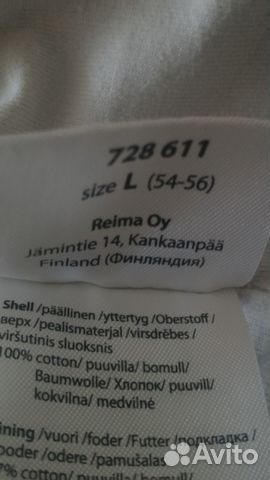 728 611
size L (54-56)
Reima Oy
Jämintie 14, Kankaanpää
Finland (Финляндия)
Shell /päällinen /yttertyg /Oberstoff /
верх /pealismaterjal /virsdrēbes /
viršutinis sluoksnis
100% cotton/ puuvilla/ bomull/
Baumwolle/ Хлопок/ puuvill/
kokvilna/ medvilnė
ining /vuori /foder /Futter /подкладка /
ooder /odere /pamušalas
7% cotton/ puuvilla/ bomull/
Avito